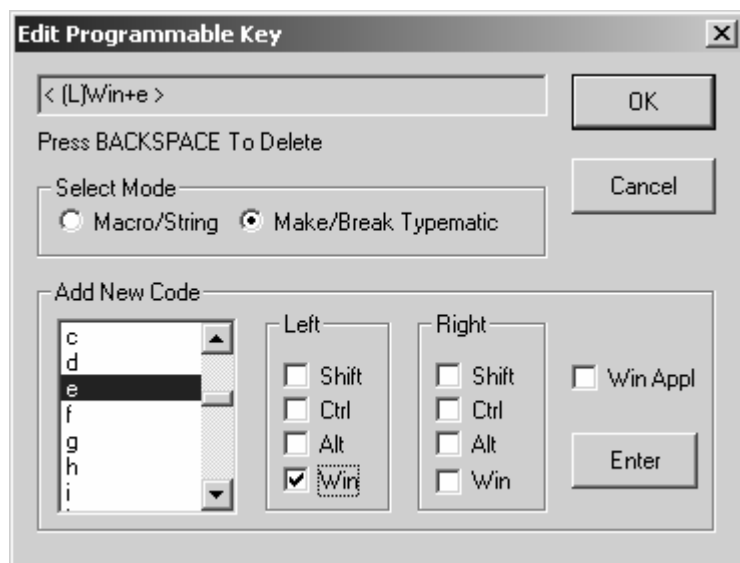 Edit Programmable Key
< (L)Win+e >
OK
Press BACKSPACE To Delete
Cancel
Select Mode
Macro/String Make/Break Typematic
Add New Code
c
d
e
f
g
h
i
Left
Shift
Ctrl
Alt
Win
Right
Shift
Ctrl
Alt
Win
Win Appl
Enter